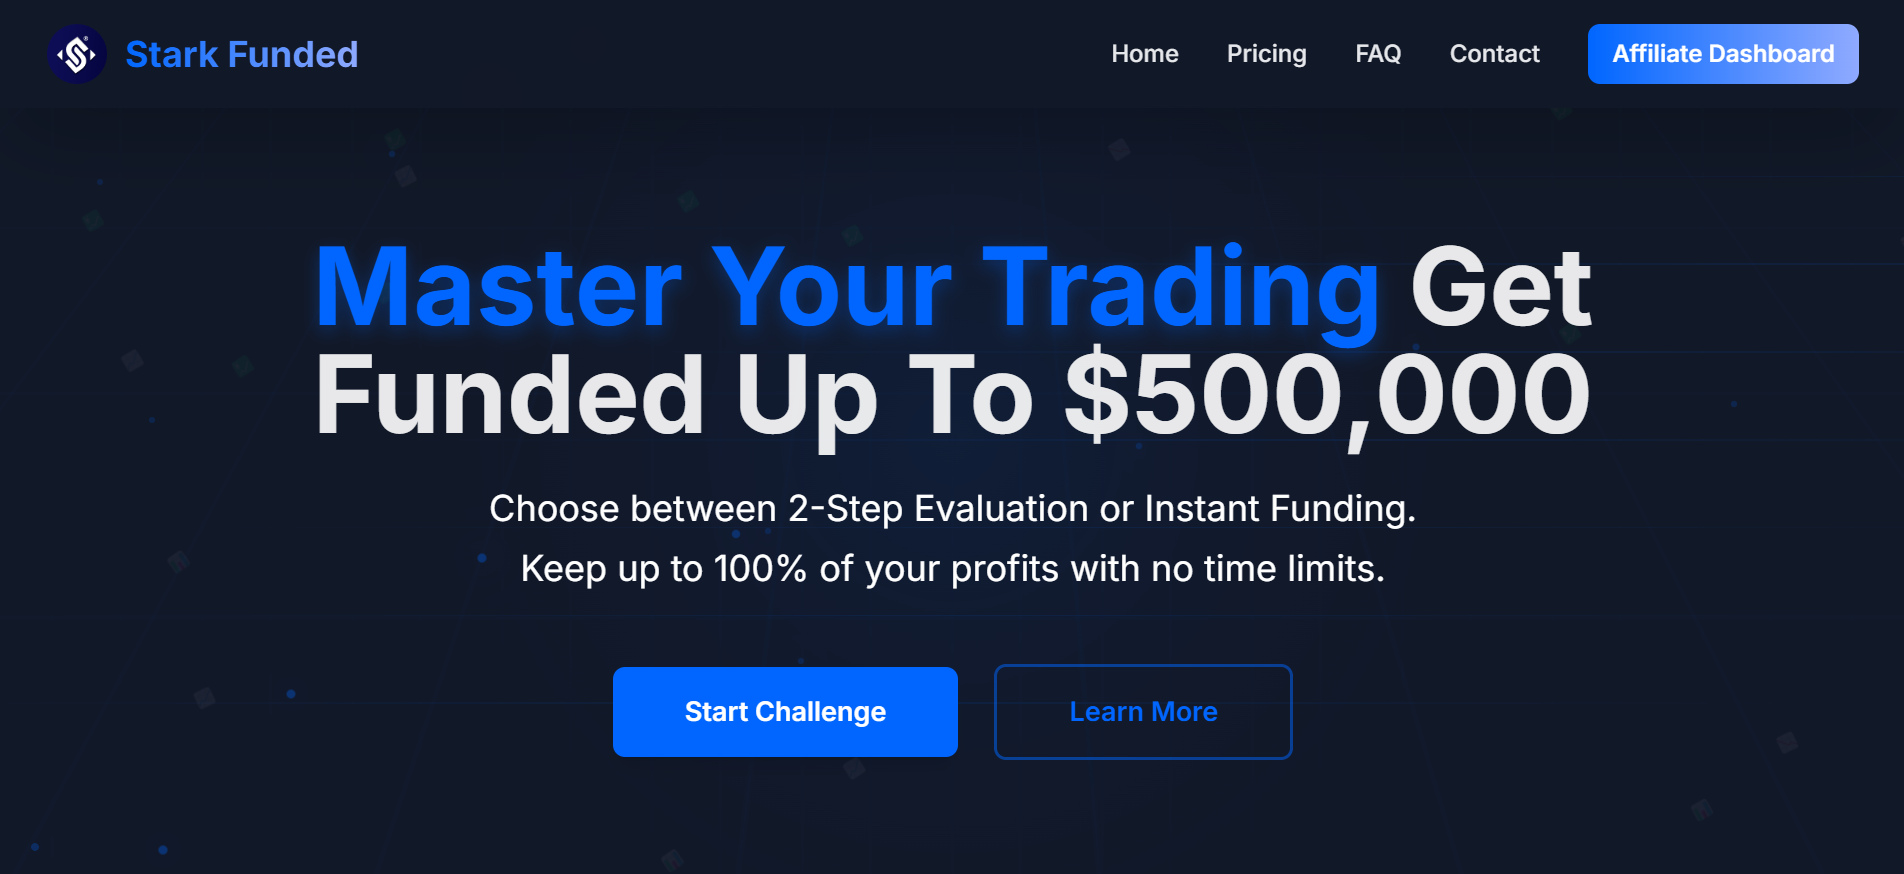 Stark Funded
Home
Pricing
FAQ
Contact
Affiliate Dashboard
Master Your Trading Get
Funded Up To $500,000
Choose between 2-Step Evaluation or Instant Funding.
Keep up to 100% of your profits with no time limits.
Start Challenge
Learn More